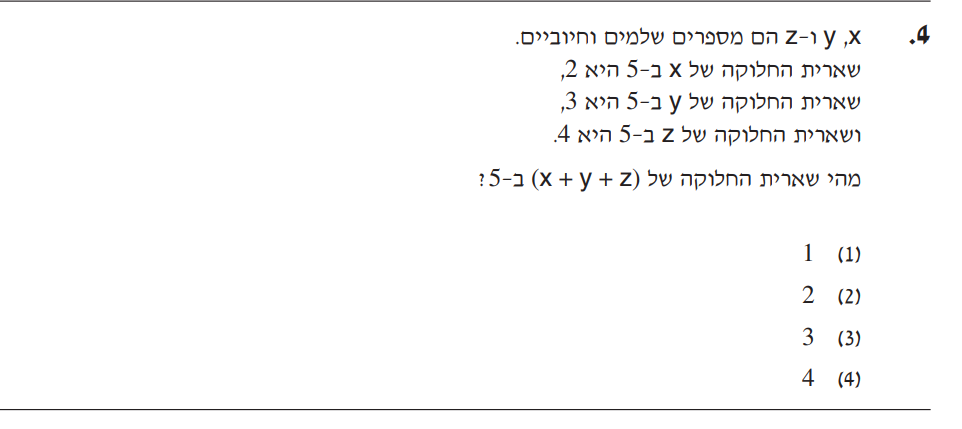 4. x, y ו-z הם מספרים שלמים וחיוביים.
שארית החלוקה של x ב-5 היא 2,
שארית החלוקה של y ב-5 היא 3,
ושארית החלוקה של z ב-5 היא 4.
מהי שארית החלוקה של (x + y + z) ב-5?
(1) 1
(2) 2
(3) 3
(4) 4